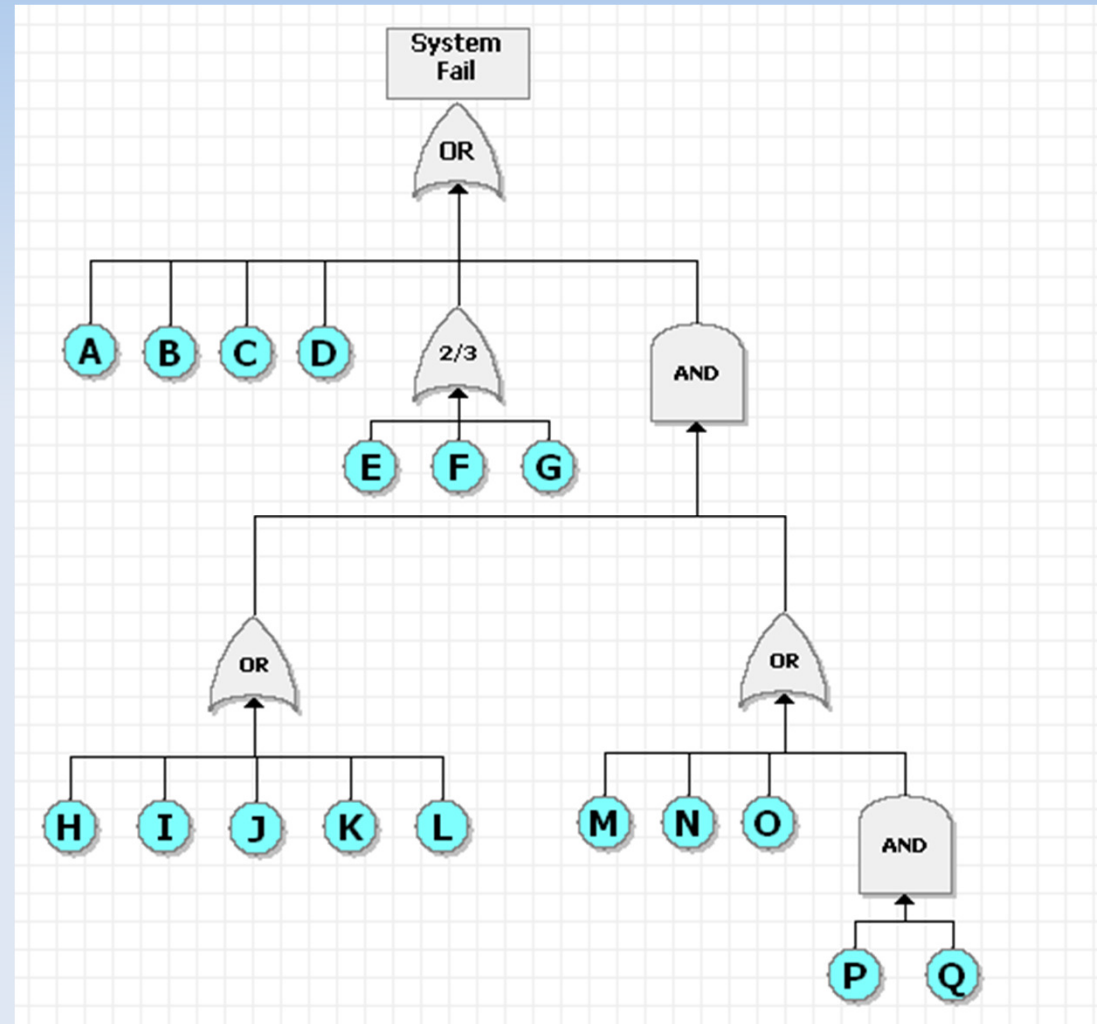 System
Fail
OR
A B C D
2/3
AND
E F G
OR
OR
H I J K L
M N O
AND
P Q